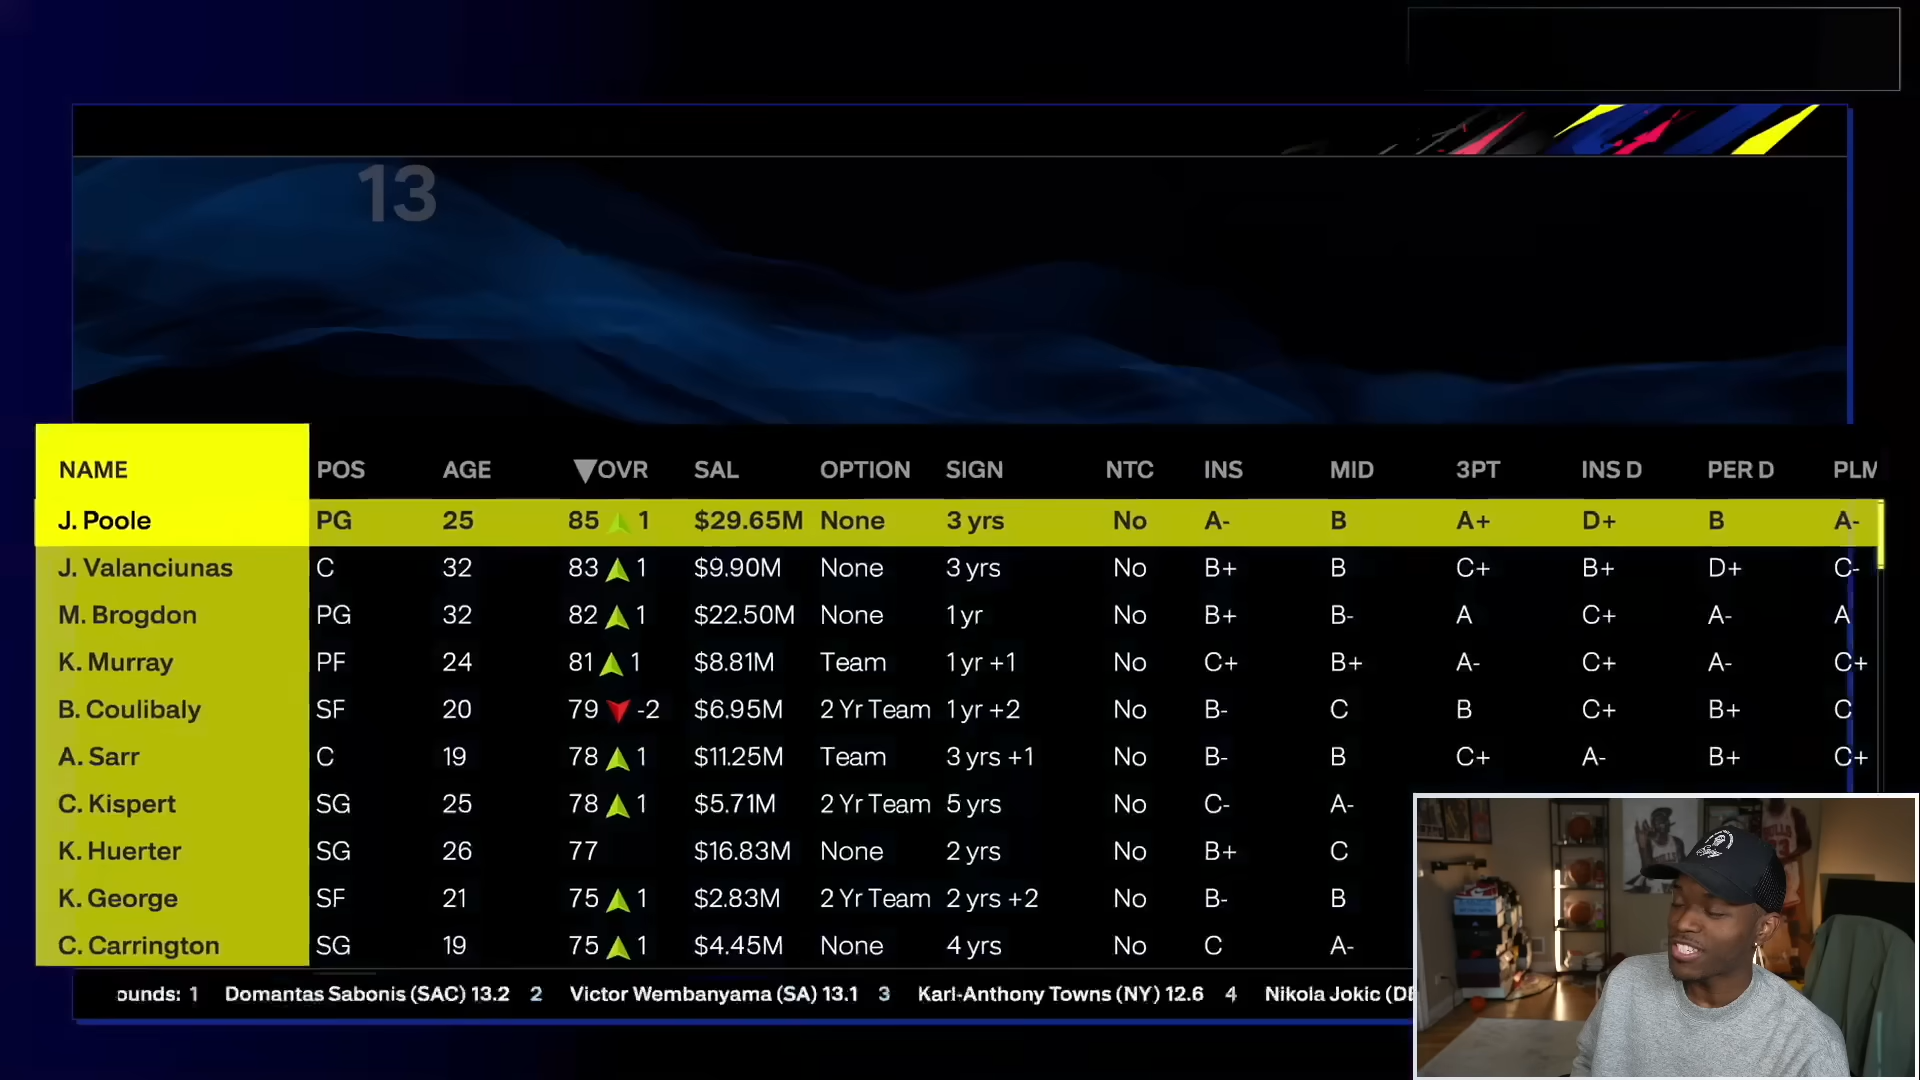 13
NAME POS AGE OVR SAL OPTION SIGN NTC INS MID 3PT INS D PER D PLM
J. Poole PG 25 85 1 $29.65M None 3 yrs No A- B A+ D+ B A-
J. Valanciunas C 32 83 1 $9.90M None 3 yrs No B+ B C+ B+ D+ C-
M. Brogdon PG 32 82 1 $22.50M None 1 yr No B+ B- A C+ A- A
K. Murray PF 24 81 1 $8.81M Team 1 yr +1 No C+ B+ A- C+ A- C+
B. Coulibaly SF 20 79 -2 $6.95M 2 Yr Team 1 yr +2 No B- C B C+ B+ C
A. Sarr C 19 78 1 $11.25M Team 3 yrs +1 No B- B C+ A- B+ C+
C. Kispert SG 25 78 1 $5.71M 2 Yr Team 5 yrs No C- A-
K. Huerter SG 26 77 $16.83M None 2 yrs No B+ C
K. George SF 21 75 1 $2.83M 2 Yr Team 2 yrs +2 No B- B
C. Carrington SG 19 75 1 $4.45M None 4 yrs No C A-
ounds: 1 Domantas Sabonis (SAC) 13.2 2 Victor Wembanyama (SA) 13.1 3 Karl-Anthony Towns (NY) 12.6 4 Nikola Jokic (DE